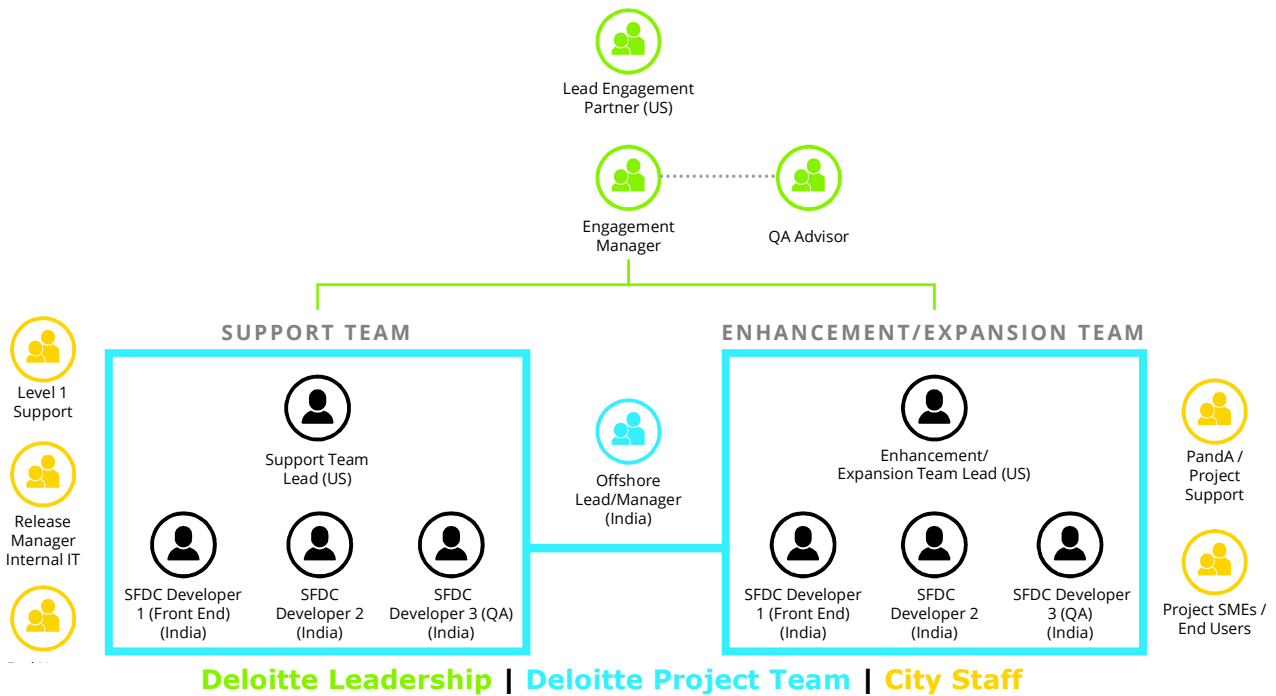 Lead Engagement
Partner (US)
Engagement
Manager
QA Advisor
SUPPORT TEAM
ENHANCEMENT/EXPANSION TEAM
Level 1
Support
Release
Manager
Internal IT
Support Team
Lead (US)
SFDC Developer
1 (Front End)
(India)
SFDC
Developer 2
(India)
SFDC
Developer 3 (QA)
(India)
Offshore
Lead/Manager
(India)
Enhancement/
Expansion Team Lead (US)
SFDC Developer
1 (Front End)
(India)
SFDC
Developer 2
(India)
SFDC Developer
3 (QA)
(India)
PandA /
Project
Support
Project SMEs /
End Users
Deloitte Leadership | Deloitte Project Team | City Staff